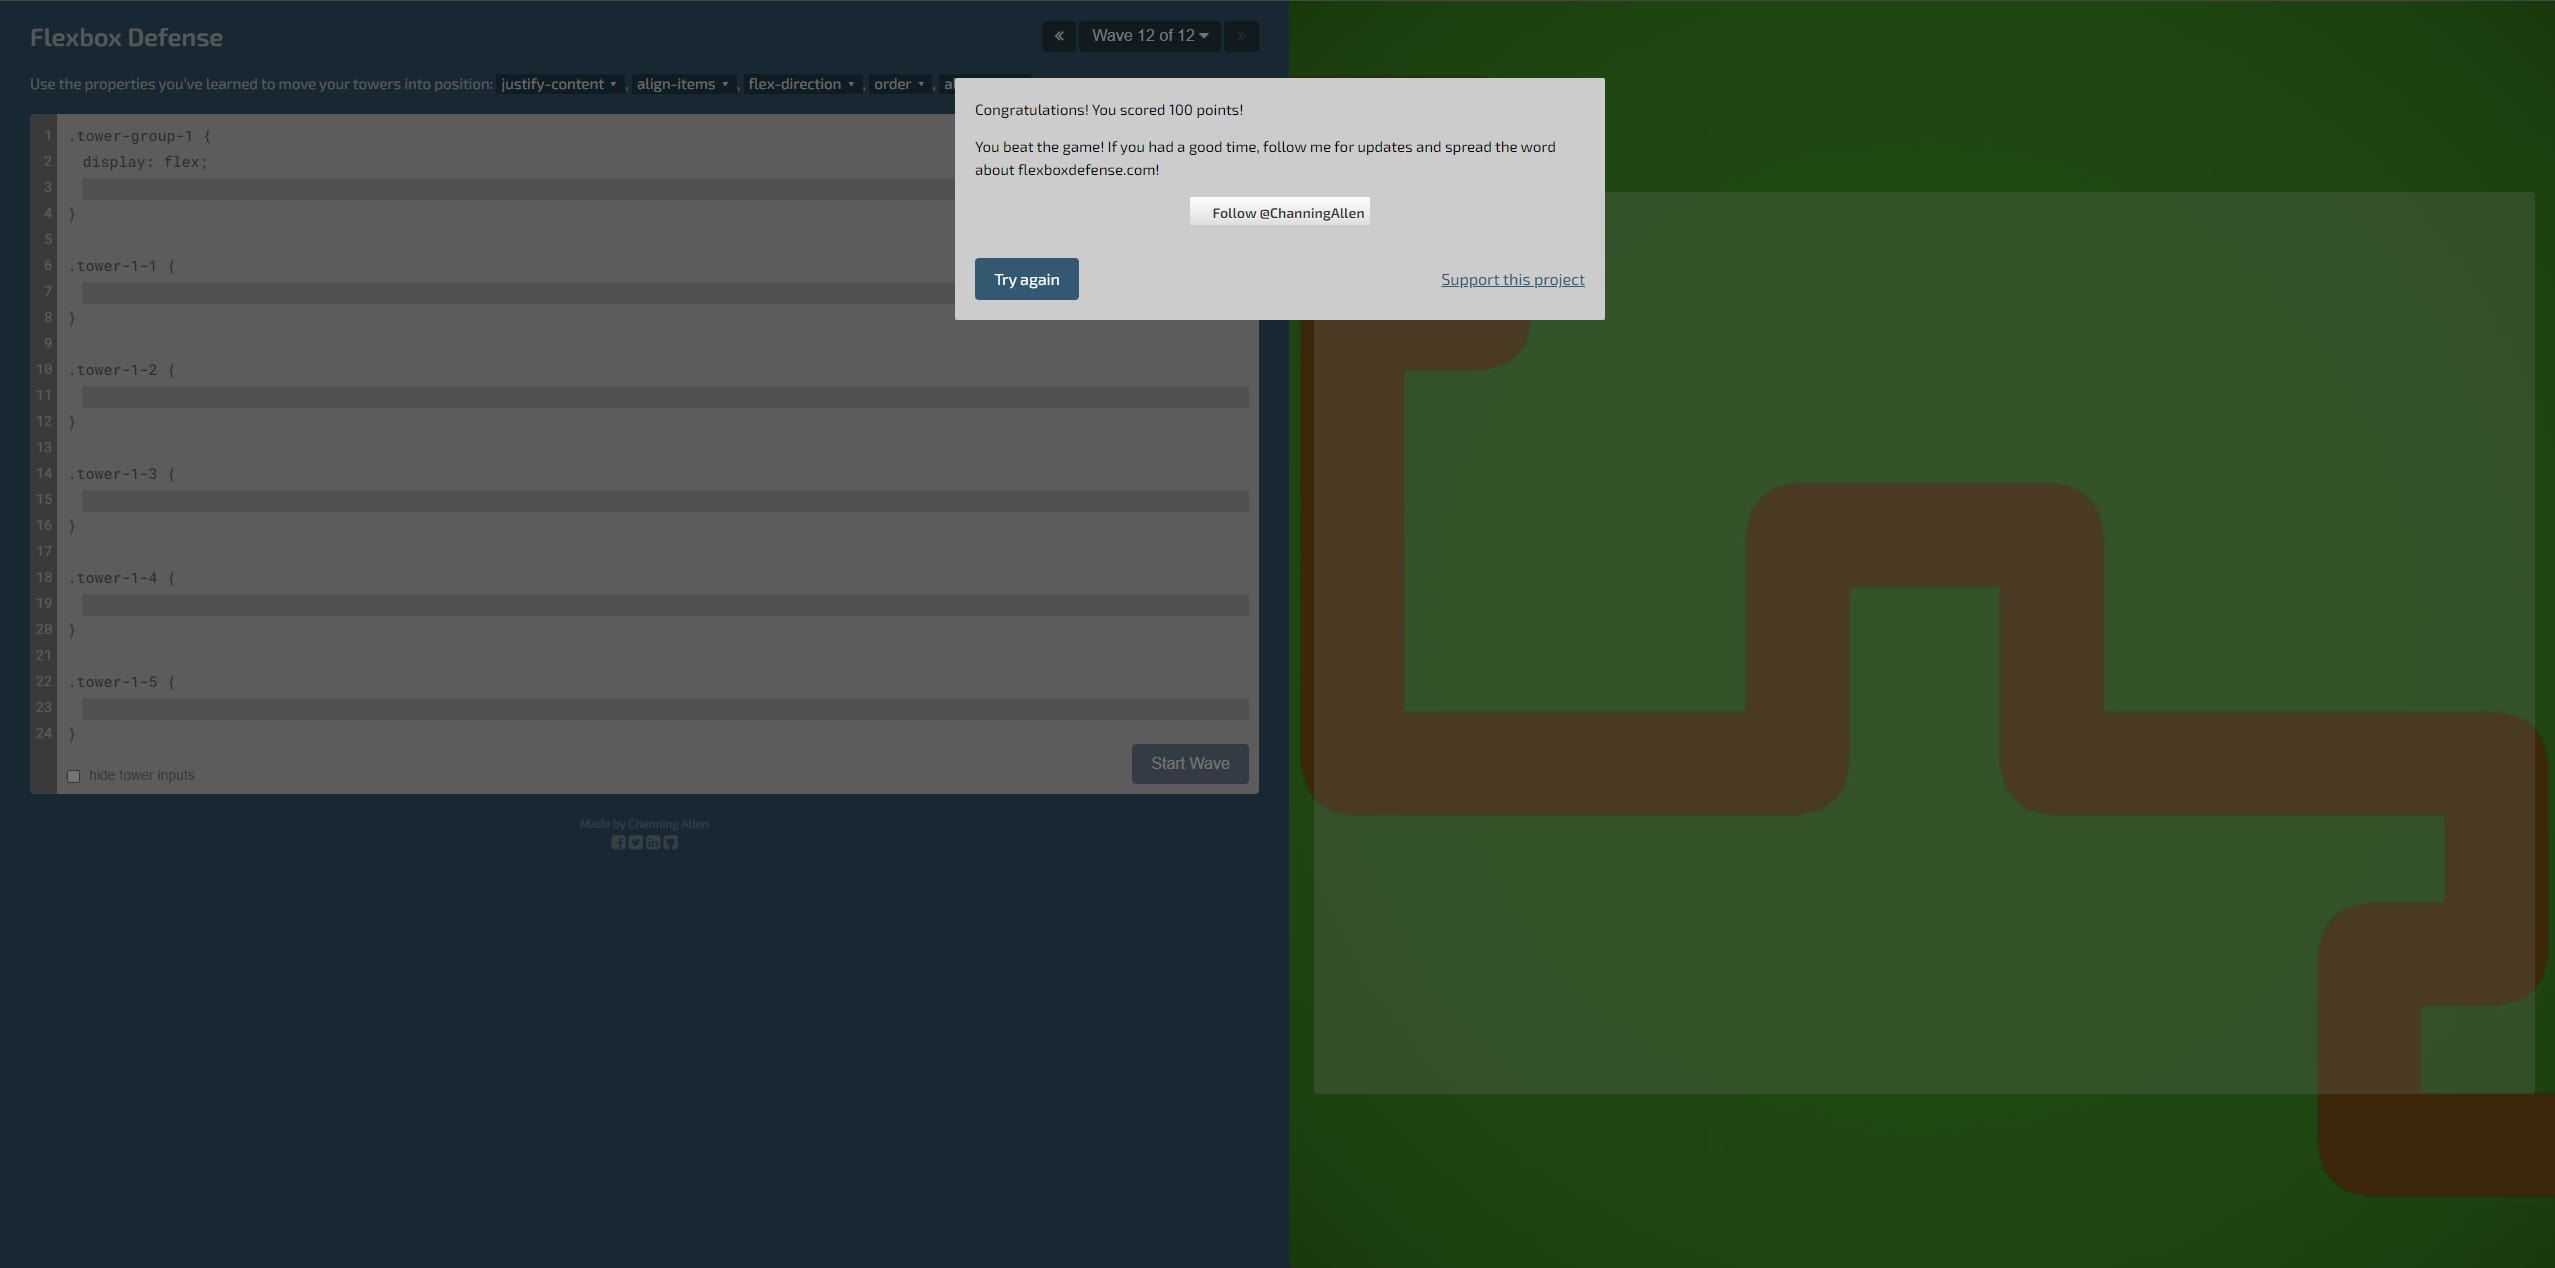 Flexbox Defense
«
Wave 12 of 12
»
Use the properties you've learned to move your towers into position: justify-content , align-items , flex-direction , order ,
Congratulations! You scored 100 points!
You beat the game! If you had a good time, follow me for updates and spread the word
about flexboxdefense.com!
Follow @ChanningAllen
Try again
Support this project
1 .tower-group-1 {
2 display: flex;
3
4 }
5
6 .tower-1-1 {
7
8 }
9
10 .tower-1-2 {
11
12 }
13
14 .tower-1-3 {
15
16 }
17
18 .tower-1-4 {
19
20 }
21
22 .tower-1-5 {
23
24 }
hide tower inputs
Start Wave
Made by Channing Allen